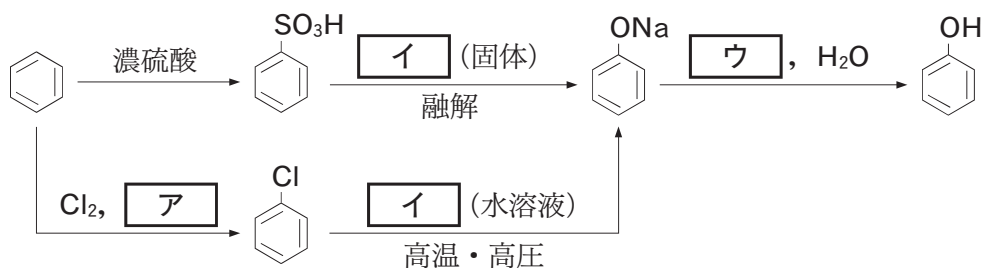 SO₃H ONa OH
濃硫酸 イ (固体) ウ , H₂O
融解
Cl
Cl₂, ア イ (水溶液)
高温・高圧